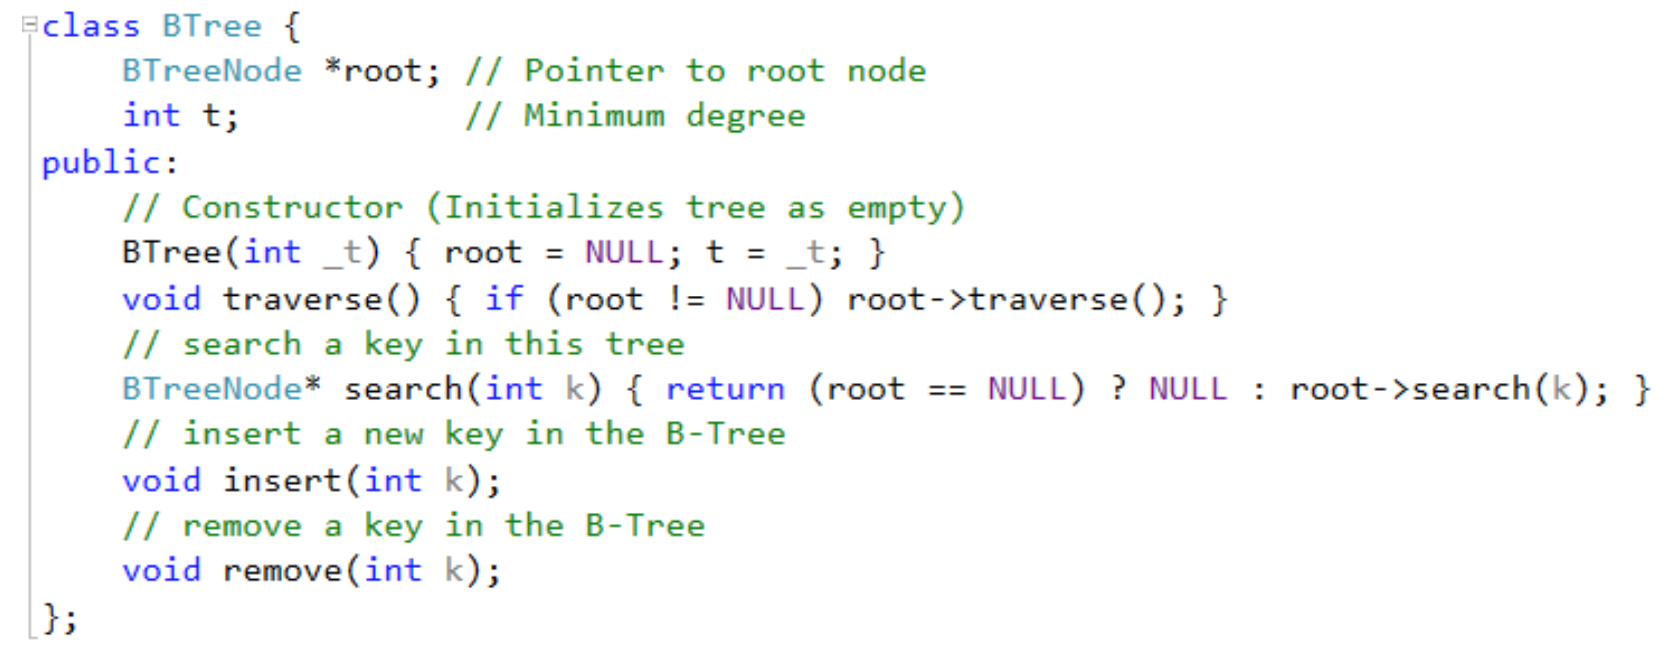 class BTree {
    BTreeNode *root; // Pointer to root node
    int t;           // Minimum degree
public:
    // Constructor (Initializes tree as empty)
    BTree(int _t) { root = NULL; t = _t; }
    void traverse() { if (root != NULL) root->traverse(); }
    // search a key in this tree
    BTreeNode* search(int k) { return (root == NULL) ? NULL : root->search(k); }
    // insert a new key in the B-Tree
    void insert(int k);
    // remove a key in the B-Tree
    void remove(int k);
};